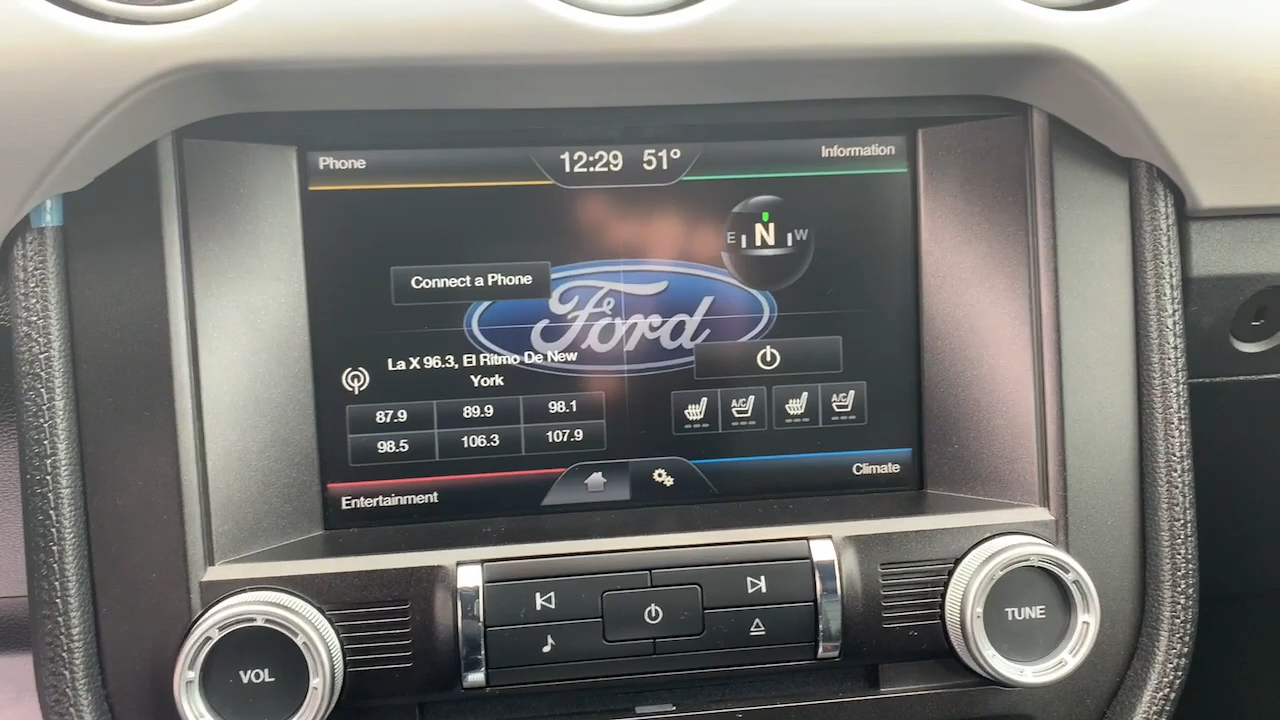 Phone
12:29 51°
Information
E N W
Connect a Phone
Ford
La X 96.3, El Ritmo De New
York
87.9 89.9 98.1
98.5 106.3 107.9
A/C A/C
Entertainment
Climate
VOL
TUNE